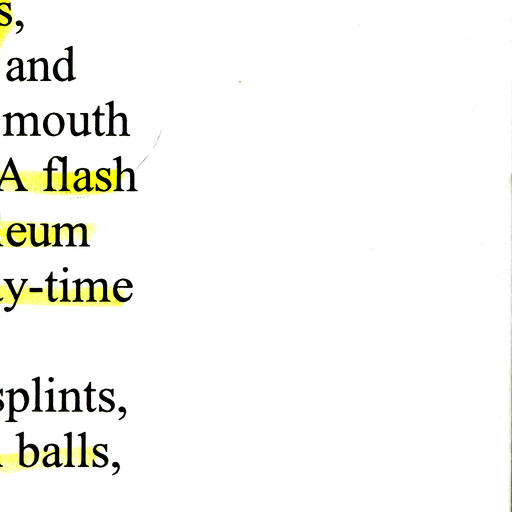 s,
and
mouth
A flash
eum
y-time
splints,
balls,